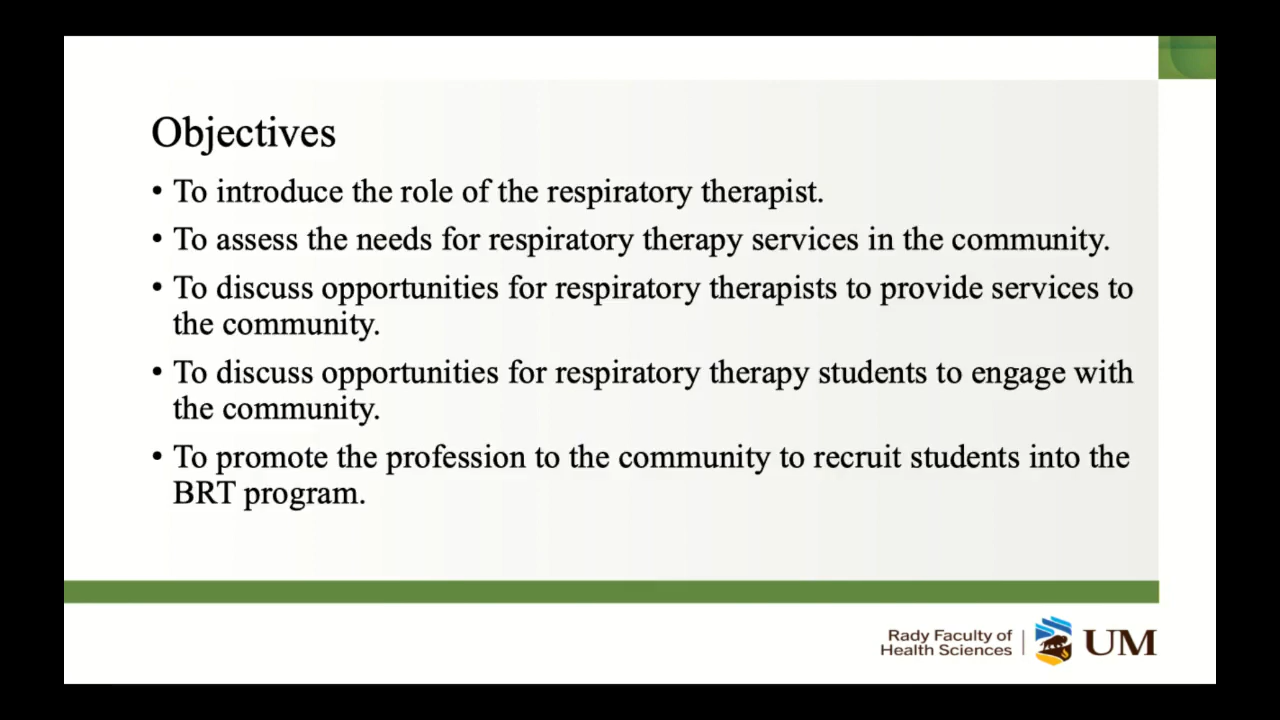 Objectives
• To introduce the role of the respiratory therapist.
• To assess the needs for respiratory therapy services in the community.
• To discuss opportunities for respiratory therapists to provide services to
the community.
• To discuss opportunities for respiratory therapy students to engage with
the community.
• To promote the profession to the community to recruit students into the
BRT program.
Rady Faculty of
Health Sciences
UM